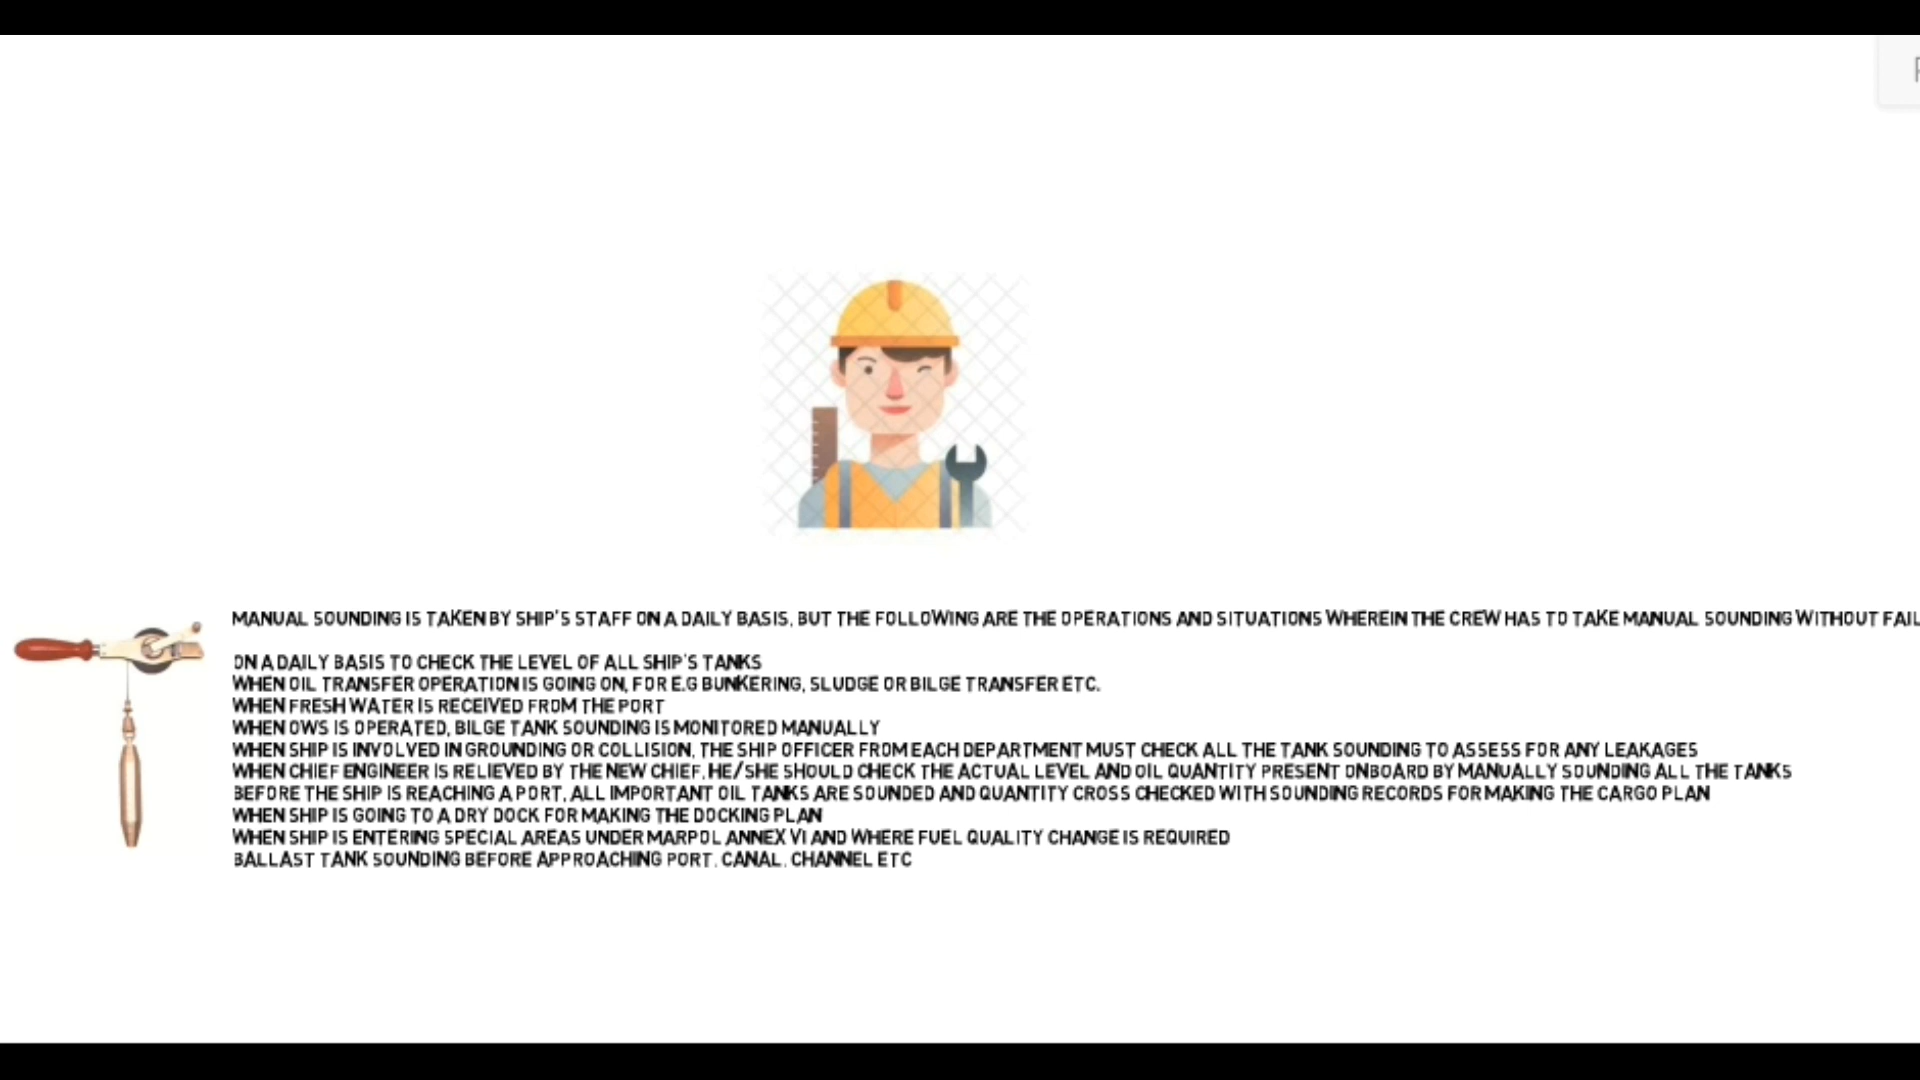 MANUAL SOUNDING IS TAKEN BY SHIP'S STAFF ON A DAILY BASIS, BUT THE FOLLOWING ARE THE OPERATIONS AND SITUATIONS WHEREIN THE CREW HAS TO TAKE MANUAL SOUNDING WITHOUT FAIL
ON A DAILY BASIS TO CHECK THE LEVEL OF ALL SHIP'S TANKS
WHEN OIL TRANSFER OPERATION IS GOING ON, FOR E.G BUNKERING, SLUDGE OR BILGE TRANSFER ETC.
WHEN FRESH WATER IS RECEIVED FROM THE PORT
WHEN OWS IS OPERATED, BILGE TANK SOUNDING IS MONITORED MANUALLY
WHEN SHIP IS INVOLVED IN GROUNDING OR COLLISION, THE SHIP OFFICER FROM EACH DEPARTMENT MUST CHECK ALL THE TANK SOUNDING TO ASSESS FOR ANY LEAKAGES
WHEN CHIEF ENGINEER IS RELIEVED BY THE NEW CHIEF, HE/SHE SHOULD CHECK THE ACTUAL LEVEL AND OIL QUANTITY PRESENT ONBOARD BY MANUALLY SOUNDING ALL THE TANKS
BEFORE THE SHIP IS REACHING A PORT, ALL IMPORTANT OIL TANKS ARE SOUNDED AND QUANTITY CROSS CHECKED WITH SOUNDING RECORDS FOR MAKING THE CARGO PLAN
WHEN SHIP IS GOING TO A DRY DOCK FOR MAKING THE DOCKING PLAN
WHEN SHIP IS ENTERING SPECIAL AREAS UNDER MARPOL ANNEX VI AND WHERE FUEL QUALITY CHANGE IS REQUIRED
BALLAST TANK SOUNDING BEFORE APPROACHING PORT, CANAL, CHANNEL ETC